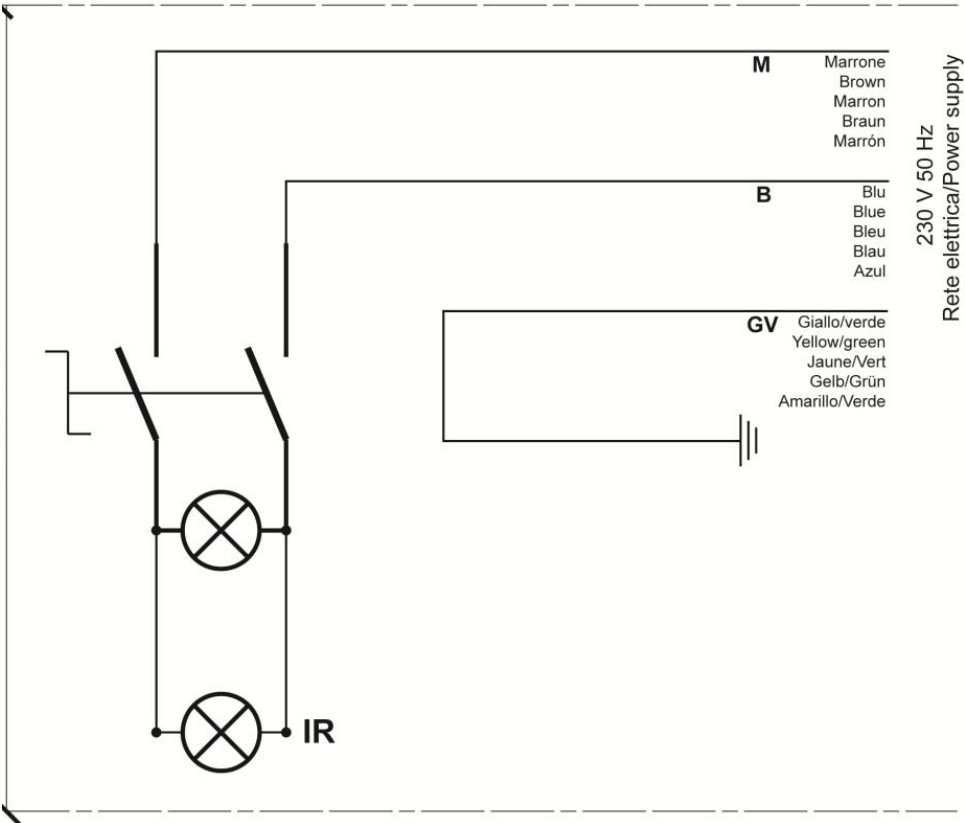 M
Marrone
Brown
Marron
Braun
Marrón
B
Blu
Blue
Bleu
Blau
Azul
GV
Giallo/verde
Yellow/green
Jaune/Vert
Gelb/Grün
Amarillo/Verde
230 V 50 Hz
Rete elettrica/Power supply
IR